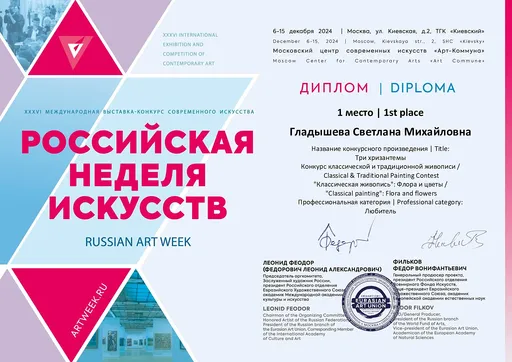 XXXVI INTERNATIONAL
EXHIBITION AND
COMPETITION OF
CONTEMPORARY ART
XXXVI МЕЖДУНАРОДНАЯ ВЫСТАВКА-КОНКУРС СОВРЕМЕННОГО ИСКУССТВА
РОССИЙСКАЯ
НЕДЕЛЯ
ИСКУССТВ
RUSSIAN ART WEEK
ARTWEEK.RU
6-15 декабря 2024 | Москва, ул. Киевская, д.2, ТГК «Киевский»
December 6-15, 2024 | Moscow, Kievskaya str., 2, SHC «Kievsky»
Московский центр современных искусств «Арт-Коммуна»
Moscow Center for Contemporary Arts «Art Commune»
ДИПЛОМ | DIPLOMA
1 место | 1st place
Гладышева Светлана Михайловна
Название конкурсного произведения | Title:
Три хризантемы
Конкурс классической и традиционной живописи /
Classical & Traditional Painting Contest
"Классическая живопись": Флора и цветы /
"Classical painting": Flora and flowers
Профессиональная категория | Professional category:
Любитель
ЛЕОНИД ФЕОДОР
(ФЕДОРОВИЧ ЛЕОНИД АЛЕКСАНДРОВИЧ)
Председатель оргкомитета,
Заслуженный художник России,
президент Российского отделения
Евразийского Художественного Союза,
академик Международной академии
культуры и искусства
LEONID FEODOR
Chairman of the Organising Committee,
Honored Artist of the Russian Federation,
President of the Russian branch of
the Eurasian Art Union, Corresponding Member
of the International Academy
of Culture and Art
ФИЛЬКОВ
ФЕДОР ВОНИФАНТЬЕВИЧ
Генеральный продюсер проекта,
президент Российского отделения
Всемирного Фонда Искусств,
вице-президент Евразийского
Художественного Союза, академик
Европейской академии естественных наук
FILKOV
General Producer,
President of the Russian branch
of the World Fund of Arts,
Vice-president of the Eurasian Art Union,
Academician of the European Academy
of Natural Sciences
EURASIAN
ART UNION